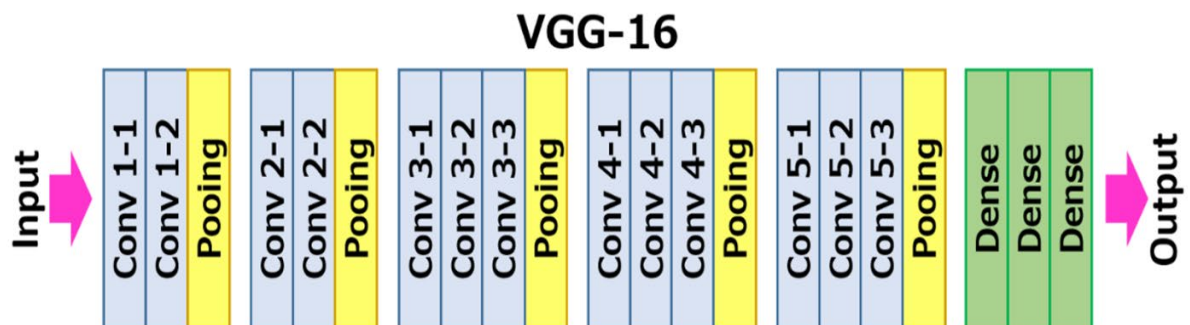 VGG-16
Input
Conv 1-1
Conv 1-2
Pooing
Conv 2-1
Conv 2-2
Pooing
Conv 3-1
Conv 3-2
Conv 3-3
Pooing
Conv 4-1
Conv 4-2
Conv 4-3
Pooing
Conv 5-1
Conv 5-2
Conv 5-3
Pooing
Dense
Dense
Dense
Output